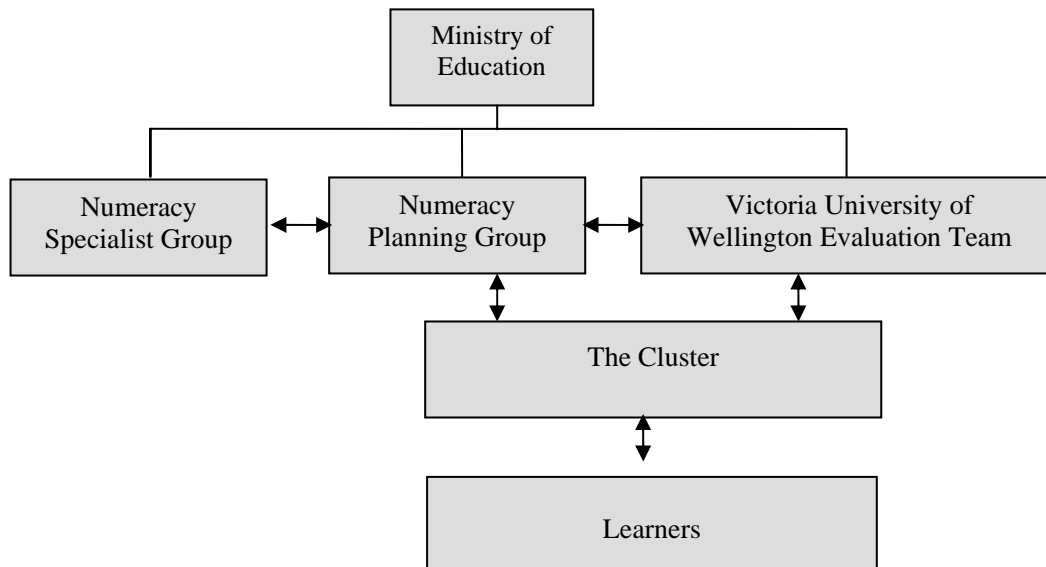 Ministry of
Education
Numeracy
Specialist Group
Numeracy
Planning Group
Victoria University of
Wellington Evaluation Team
The Cluster
Learners